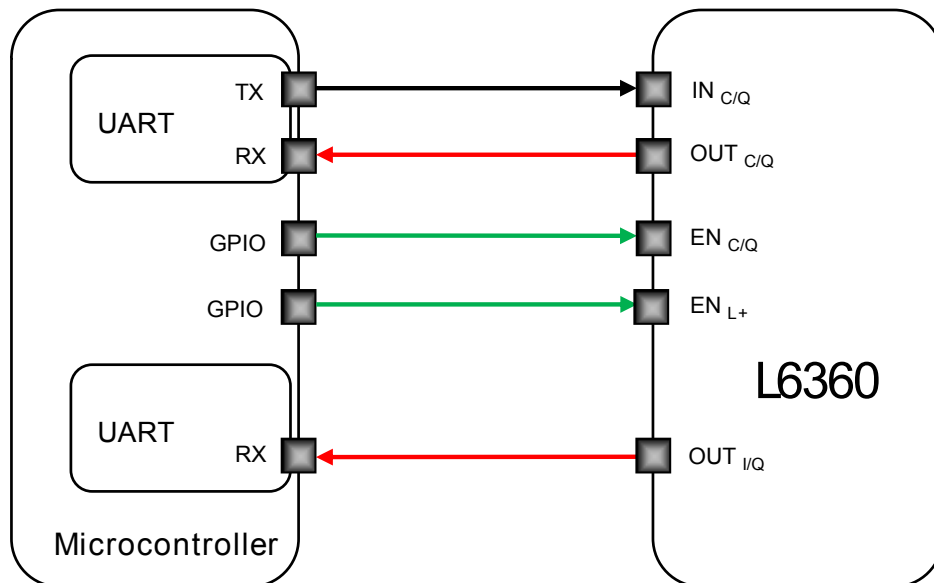 TX
IN C/Q
UART
RX
OUT C/Q
GPIO
EN C/Q
GPIO
EN L+
L6360
UART
RX
OUT I/Q
Microcontroller